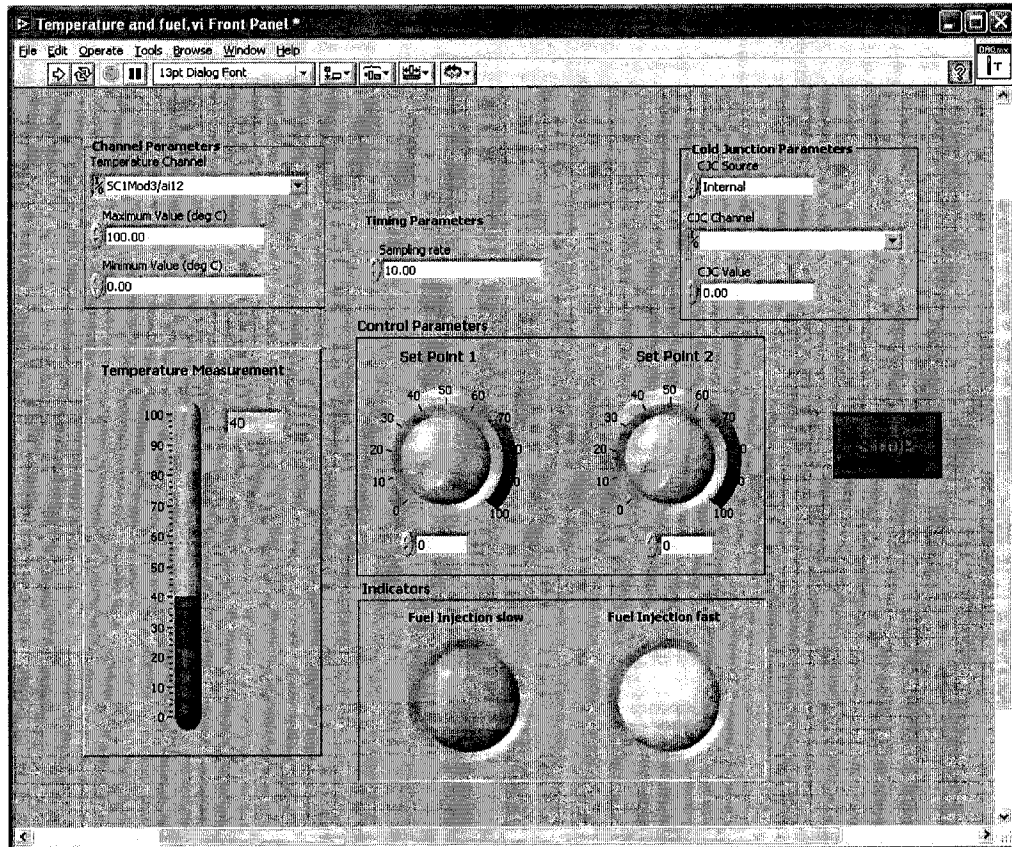 Temperature and fuel.vi Front Panel *
File Edit Operate Tools Browse Window Help
13pt Dialog Font
DAQmx
T
?
Channel Parameters
Temperature Channel
SC1Mod3/ai12
Maximum Value (deg C)
100.00
Minimum Value (deg C)
0.00
Timing Parameters
Sampling rate
10.00
Cold Junction Parameters
CJC Source
Internal
CJC Channel
CJC Value
0.00
Temperature Measurement
40
100
90
80
70
60
50
40
30
20
10
0
Control Parameters
Set Point 1
0 10 20 30 40 50 60 70 100
0
Set Point 2
0 10 20 30 40 50 60 70 100
0
Indicators
Fuel Injection slow
Fuel Injection fast